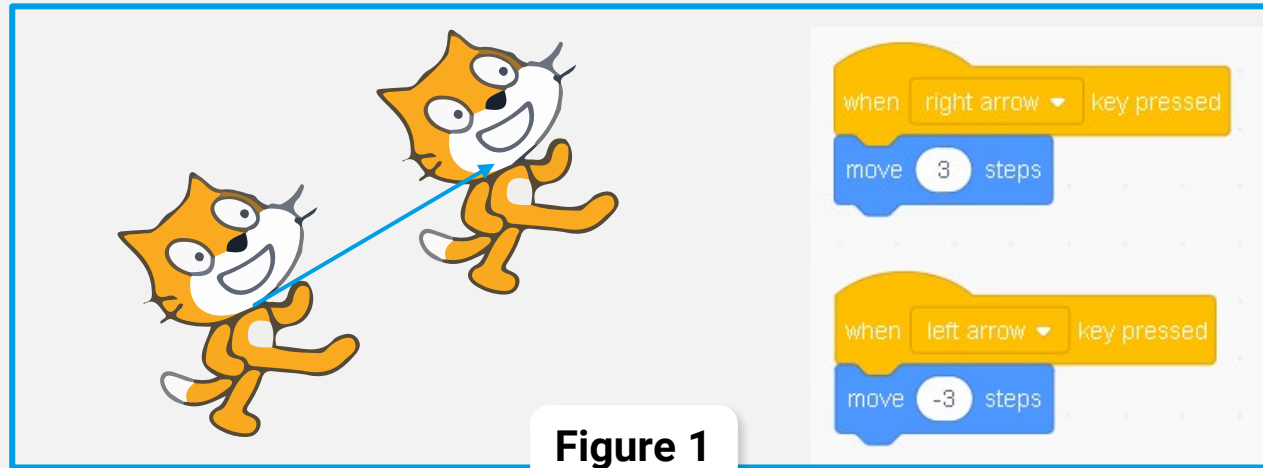 when right arrow key pressed
move 3 steps
when left arrow key pressed
move -3 steps
Figure 1